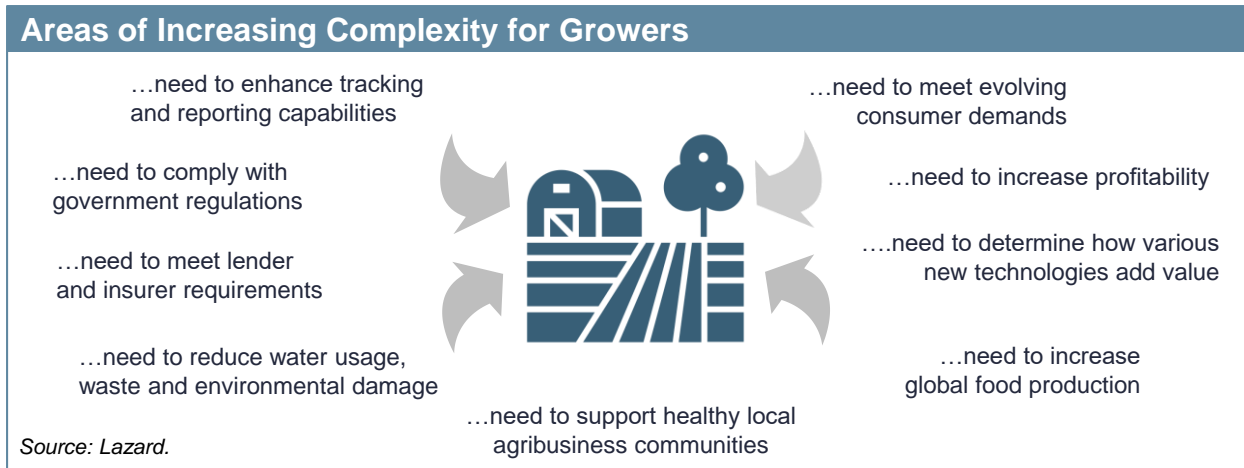 Areas of Increasing Complexity for Growers
…need to enhance tracking
and reporting capabilities
…need to comply with
government regulations
…need to meet lender
and insurer requirements
…need to reduce water usage,
waste and environmental damage
…need to meet evolving
consumer demands
…need to increase profitability
….need to determine how various
new technologies add value
…need to increase
global food production
…need to support healthy local
agribusiness communities
Source: Lazard.